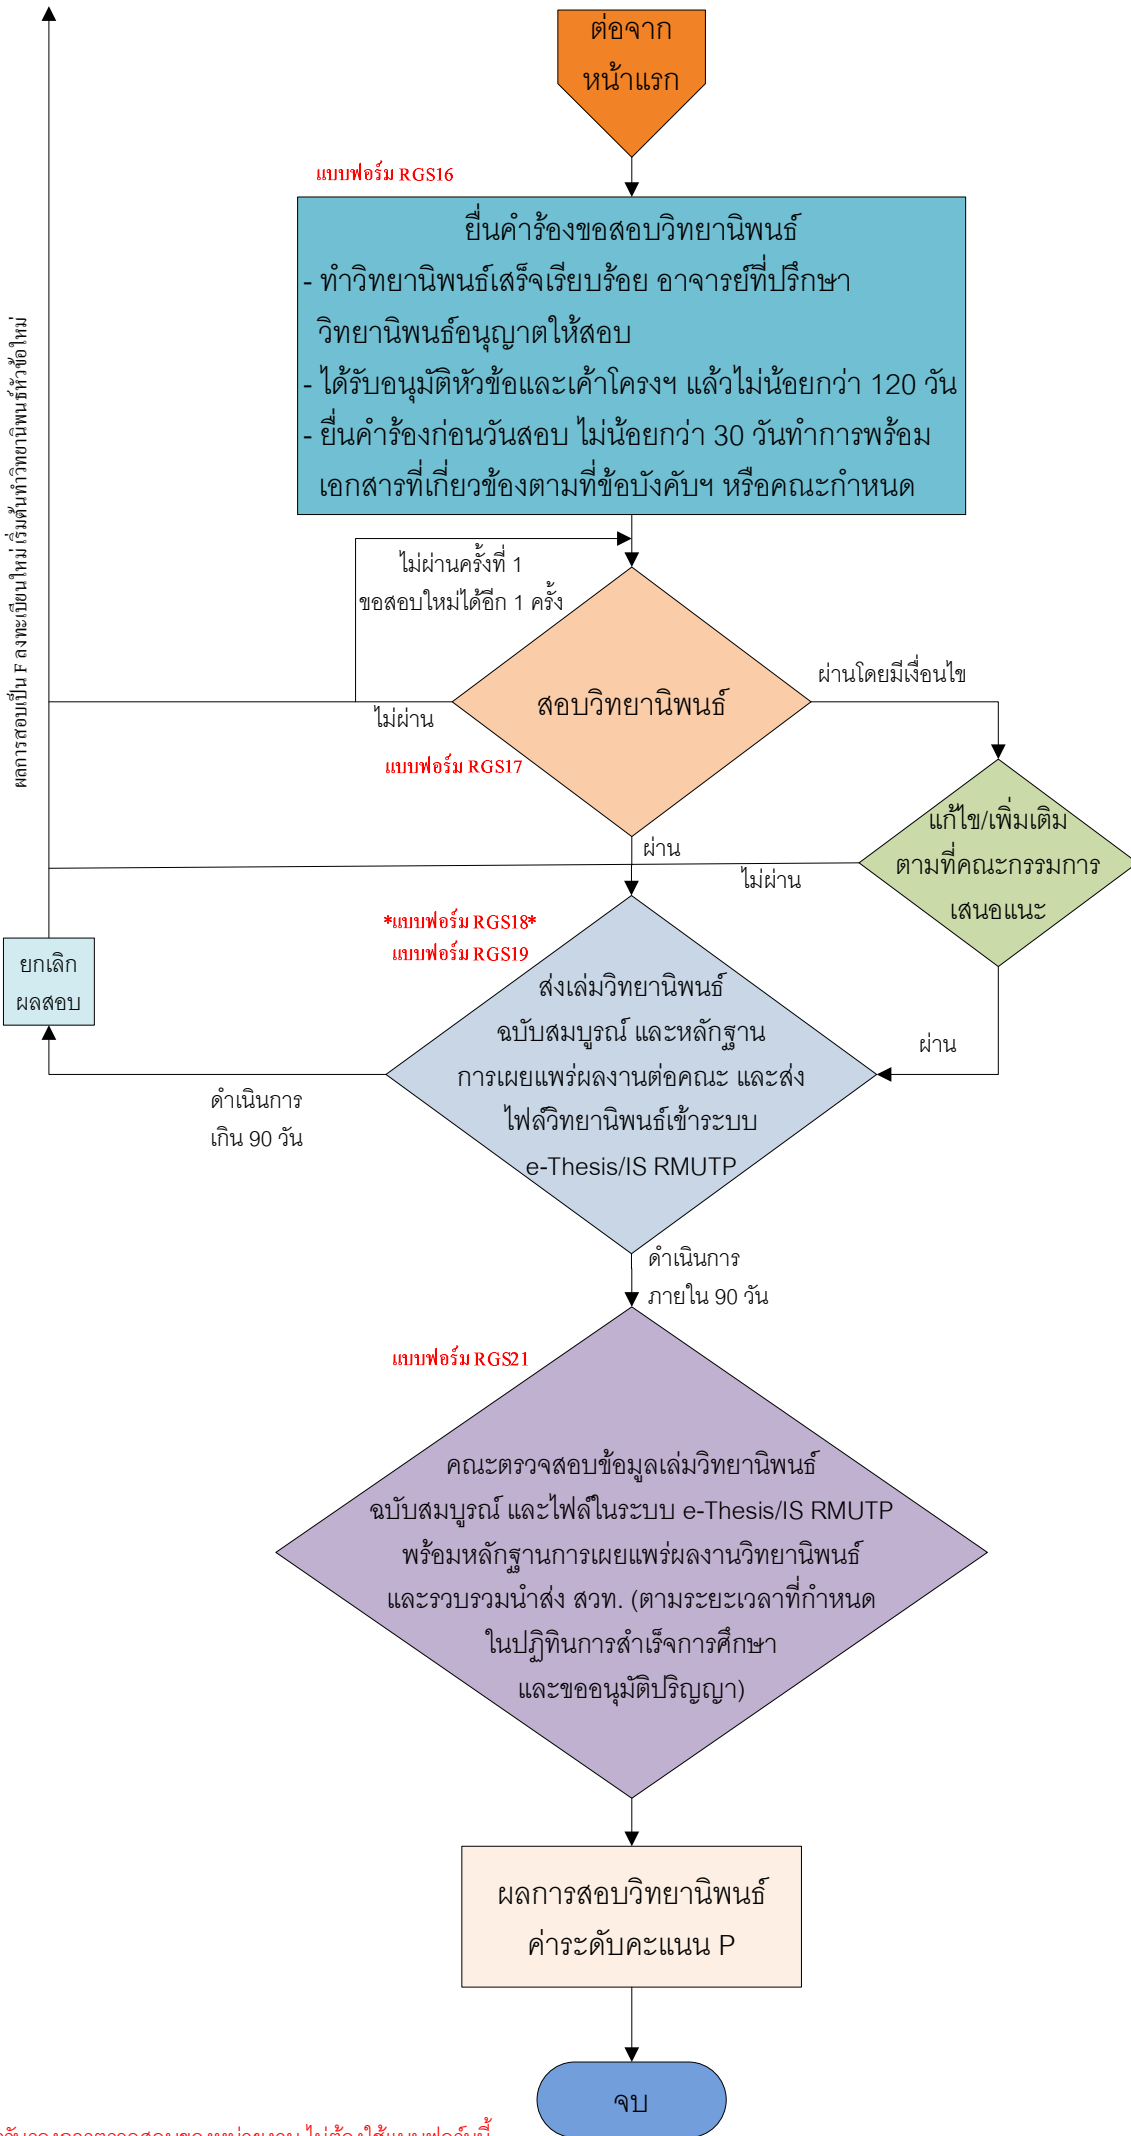 ต่อจาก
หน้าแรก
แบบฟอร์ม RGS16
ยื่นคำร้องขอสอบวิทยานิพนธ์
- ทำวิทยานิพนธ์เสร็จเรียบร้อย อาจารย์ที่ปรึกษา
วิทยานิพนธ์อนุญาตให้สอบ
- ได้รับอนุมัติหัวข้อและเค้าโครงฯ แล้วไม่น้อยกว่า 120 วัน
- ยื่นคำร้องก่อนวันสอบ ไม่น้อยกว่า 30 วันทำการพร้อม
เอกสารที่เกี่ยวข้องตามที่ข้อบังคับฯ หรือคณะกำหนด
ผลการสอบเป็น F ลงทะเบียนใหม่ เริ่มต้นทำวิทยานิพนธ์หัวข้อใหม่
ไม่ผ่านครั้งที่ 1
ขอสอบใหม่ได้อีก 1 ครั้ง
สอบวิทยานิพนธ์
ผ่านโดยมีเงื่อนไข
ไม่ผ่าน
แบบฟอร์ม RGS17
แก้ไข/เพิ่มเติม
ตามที่คณะกรรมการ
เสนอแนะ
ผ่าน
ไม่ผ่าน
*แบบฟอร์ม RGS18*
แบบฟอร์ม RGS19
ยกเลิก
ผลสอบ
ส่งเล่มวิทยานิพนธ์
ฉบับสมบูรณ์ และหลักฐาน
การเผยแพร่ผลงานต่อคณะ และส่ง
ไฟล์วิทยานิพนธ์เข้าระบบ
e-Thesis/IS RMUTP
ผ่าน
ดำเนินการ
เกิน 90 วัน
ดำเนินการ
ภายใน 90 วัน
แบบฟอร์ม RGS21
คณะตรวจสอบข้อมูลเล่มวิทยานิพนธ์
ฉบับสมบูรณ์ และไฟล์ในระบบ e-Thesis/IS RMUTP
พร้อมหลักฐานการเผยแพร่ผลงานวิทยานิพนธ์
และรวบรวมนำส่ง สวท. (ตามระยะเวลาที่กำหนด
ในปฏิทินการสำเร็จการศึกษา
และขออนุมัติปริญญา)
ผลการสอบวิทยานิพนธ์
ค่าระดับคะแนน P
จบ